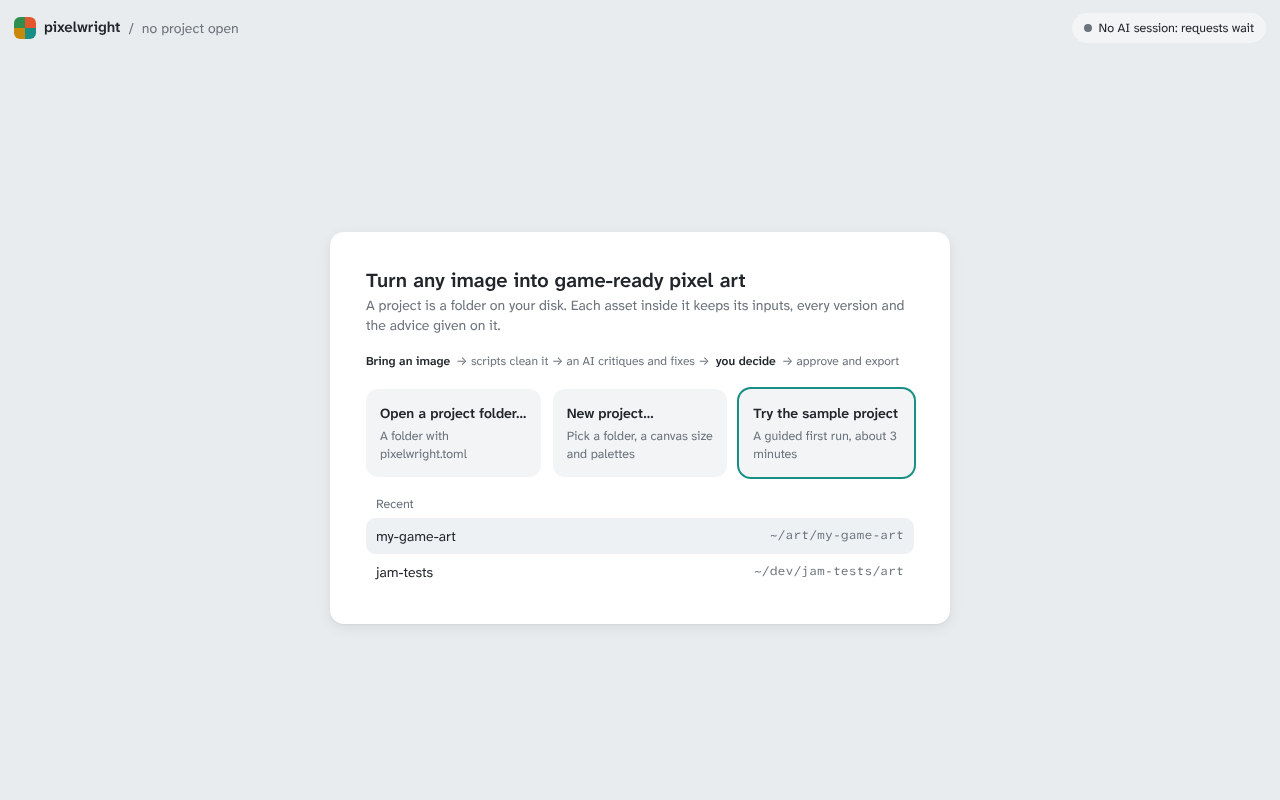 pixelwright / no project open
No AI session: requests wait
Turn any image into game-ready pixel art
A project is a folder on your disk. Each asset inside it keeps its inputs, every version and
the advice given on it.
Bring an image → scripts clean it → an AI critiques and fixes → you decide → approve and export
Open a project folder...
A folder with
pixelwright.toml
New project...
Pick a folder, a canvas size
and palettes
Try the sample project
A guided first run, about 3
minutes
Recent
my-game-art ~/art/my-game-art
jam-tests ~/dev/jam-tests/art